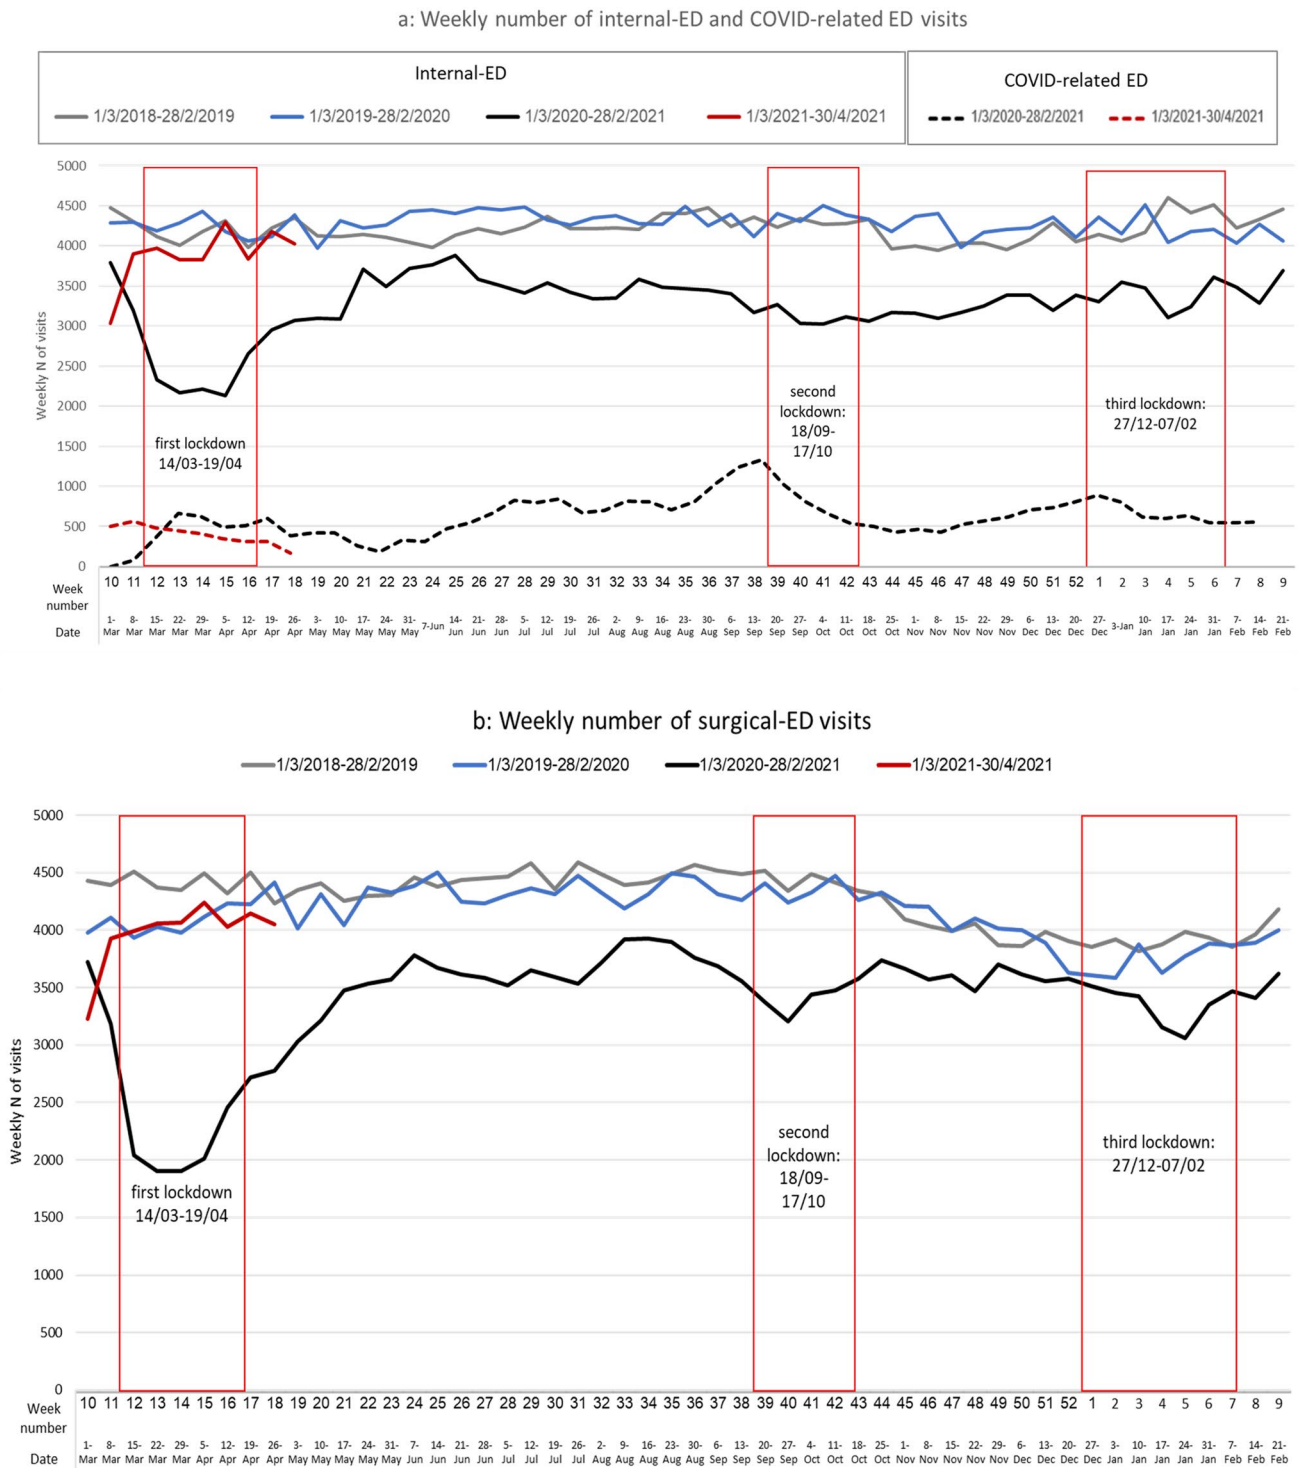 a: Weekly number of internal-ED and COVID-related ED visits
Internal-ED
1/3/2018-28/2/2019 1/3/2019-28/2/2020 1/3/2020-28/2/2021 1/3/2021-30/4/2021
COVID-related ED
1/3/2020-28/2/2021 1/3/2021-30/4/2021
Weekly N of visits
5000
4500
4000
3500
3000
2500
2000
1500
1000
500
0
first lockdown
14/03-19/04
second
lockdown:
18/09-
17/10
third lockdown:
27/12-07/02
Week number 10 11 12 13 14 15 16 17 18 19 20 21 22 23 24 25 26 27 28 29 30 31 32 33 34 35 36 37 38 39 40 41 42 43 44 45 46 47 48 49 50 51 52 1 2 3 4 5 6 7 8 9
Date 1-Mar 8-Mar 15-Mar 22-Mar 29-Mar 5-Apr 12-Apr 19-Apr 26-Apr 3-May 10-May 17-May 24-May 31-May 7-Jun 14-Jun 21-Jun 28-Jun 5-Jul 12-Jul 19-Jul 26-Jul 2-Aug 9-Aug 16-Aug 23-Aug 30-Aug 6-Sep 13-Sep 20-Sep 27-Sep 4-Oct 11-Oct 18-Oct 25-Oct 1-Nov 8-Nov 15-Nov 22-Nov 29-Nov 6-Dec 13-Dec 20-Dec 27-Dec 3-Jan 10-Jan 17-Jan 24-Jan 31-Jan 7-Feb 14-Feb 21-Feb
b: Weekly number of surgical-ED visits
1/3/2018-28/2/2019 1/3/2019-28/2/2020 1/3/2020-28/2/2021 1/3/2021-30/4/2021
Weekly N of visits
5000
4500
4000
3500
3000
2500
2000
1500
1000
500
0
first lockdown
14/03-19/04
second
lockdown:
18/09-
17/10
third lockdown:
27/12-07/02
Week number 10 11 12 13 14 15 16 17 18 19 20 21 22 23 24 25 26 27 28 29 30 31 32 33 34 35 36 37 38 39 40 41 42 43 44 45 46 47 48 49 50 51 52 1 2 3 4 5 6 7 8 9
Date 1-Mar 8-Mar 15-Mar 22-Mar 29-Mar 5-Apr 12-Apr 19-Apr 26-Apr 3-May 10-May 17-May 24-May 31-May 7-Jun 14-Jun 21-Jun 28-Jun 5-Jul 12-Jul 19-Jul 26-Jul 2-Aug 9-Aug 16-Aug 23-Aug 30-Aug 6-Sep 13-Sep 20-Sep 27-Sep 4-Oct 11-Oct 18-Oct 25-Oct 1-Nov 8-Nov 15-Nov 22-Nov 29-Nov 6-Dec 13-Dec 20-Dec 27-Dec 3-Jan 10-Jan 17-Jan 24-Jan 31-Jan 7-Feb 14-Feb 21-Feb